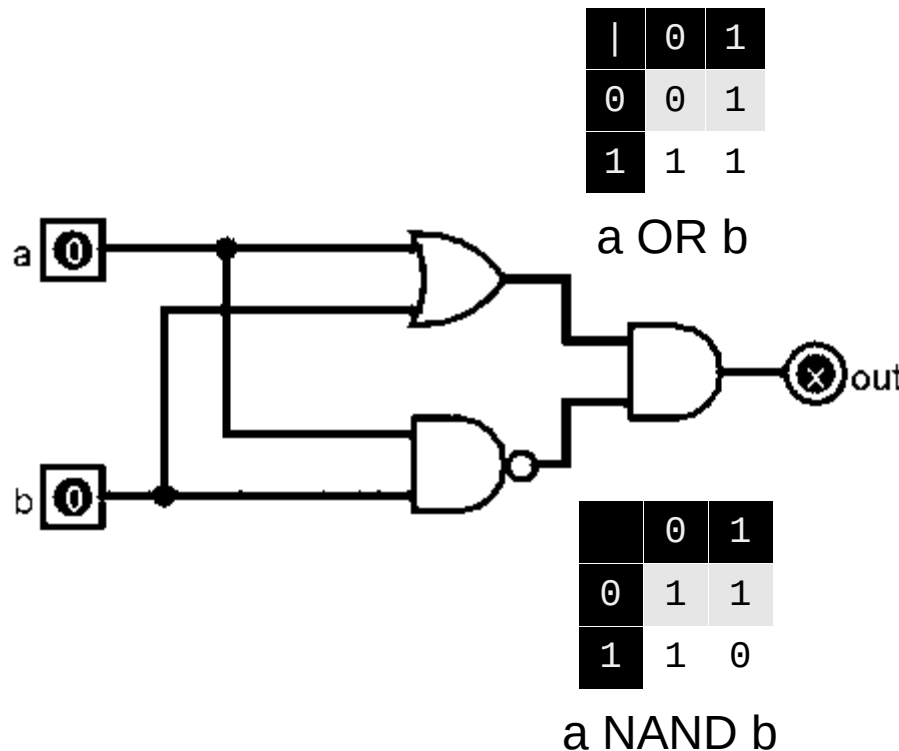 | 0 1
0 0 1
1 1 1
a OR b
a 0
x out
b 0
0 1
0 1 1
1 1 0
a NAND b